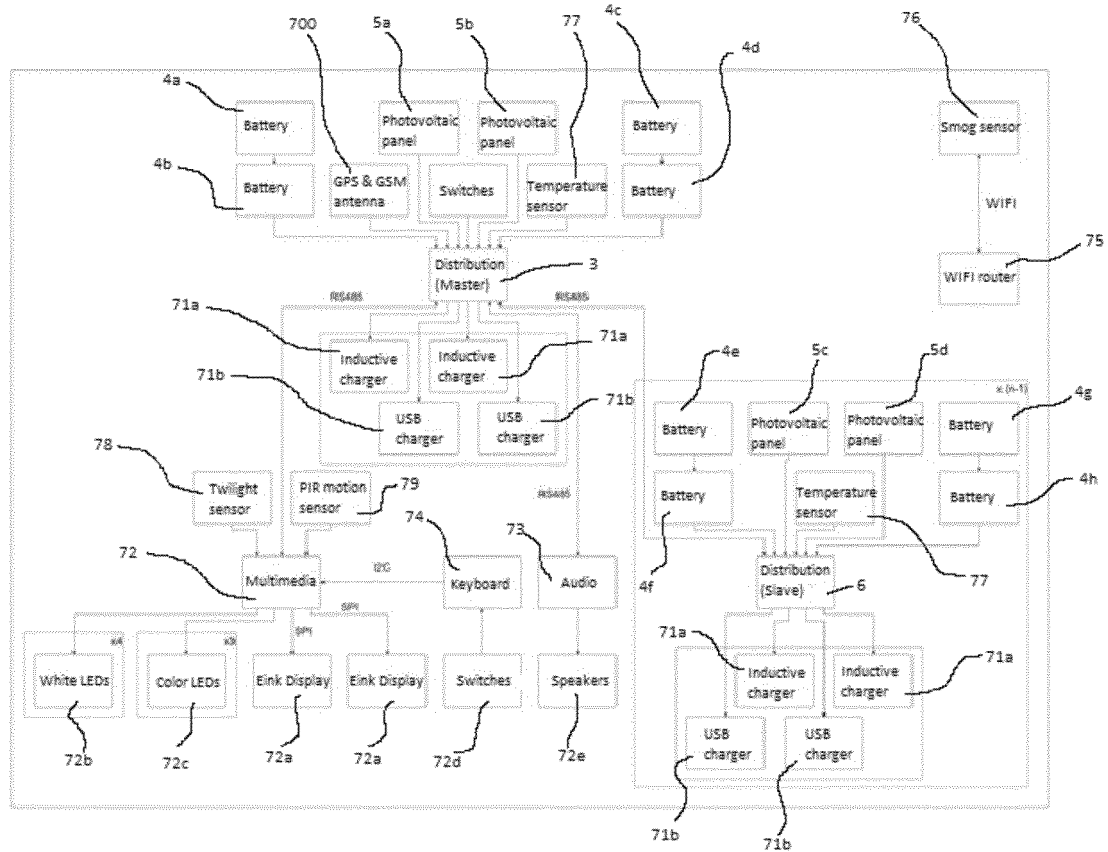 700
5a
5b
77
4c
4d
76
4a
Battery
Photovoltaic
panel
Photovoltaic
panel
Battery
Smog sensor
4b
Battery
GPS & GSM
antenna
Switches
Temperature
sensor
Battery
WIFI
75
Distribution
(Master)
3
WIFI router
RS485
RS485
71a
Inductive
charger
Inductive
charger
71a
71b
USB
charger
USB
charger
71b
4e
5c
5d
x (n-1)
4g
Battery
Photovoltaic
panel
Photovoltaic
panel
Battery
78
Twilight
sensor
PIR motion
sensor
79
RS485
Battery
Temperature
sensor
Battery
4h
74
73
72
Multimedia
I2C
Keyboard
Audio
4f
Distribution
(Slave)
6
77
SPI
SPI
x4
x3
White LEDs
Color LEDs
Eink Display
Eink Display
Switches
Speakers
71a
Inductive
charger
Inductive
charger
71a
72b
72c
72a
72a
72d
72e
USB
charger
USB
charger
71b
71b